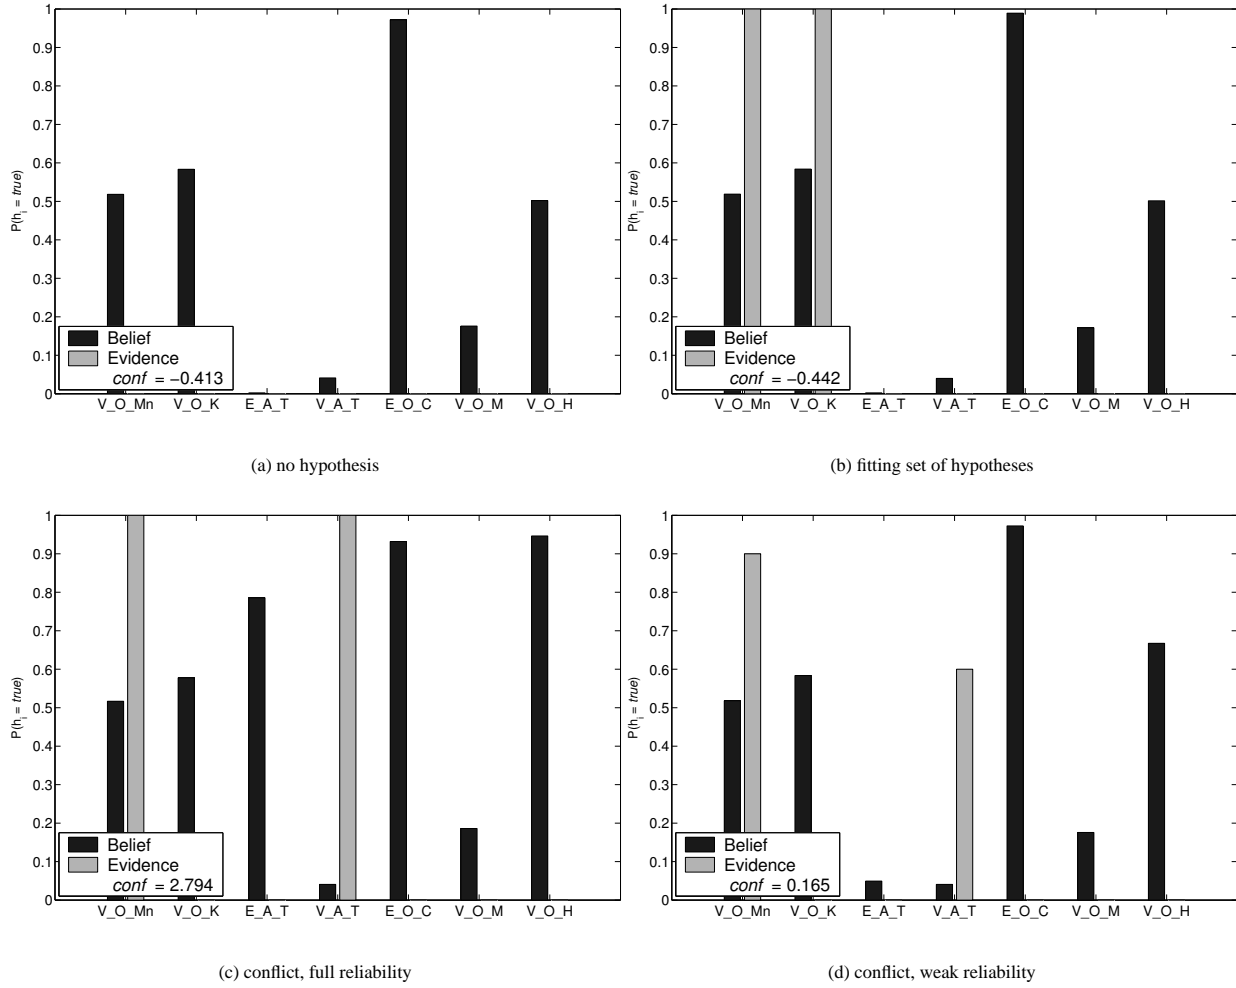 1
0.9
0.8
0.7
0.6
0.5
0.4
0.3
0.2
0.1
0
P(h_i = true)
Belief
Evidence
conf = −0.413
V_O_Mn V_O_K E_A_T V_A_T E_O_C V_O_M V_O_H
(a) no hypothesis
1
0.9
0.8
0.7
0.6
0.5
0.4
0.3
0.2
0.1
0
P(h_i = true)
Belief
Evidence
conf = −0.442
V_O_Mn V_O_K E_A_T V_A_T E_O_C V_O_M V_O_H
(b) fitting set of hypotheses
1
0.9
0.8
0.7
0.6
0.5
0.4
0.3
0.2
0.1
0
P(h_i = true)
Belief
Evidence
conf = 2.794
V_O_Mn V_O_K E_A_T V_A_T E_O_C V_O_M V_O_H
(c) conflict, full reliability
1
0.9
0.8
0.7
0.6
0.5
0.4
0.3
0.2
0.1
0
P(h_i = true)
Belief
Evidence
conf = 0.165
V_O_Mn V_O_K E_A_T V_A_T E_O_C V_O_M V_O_H
(d) conflict, weak reliability